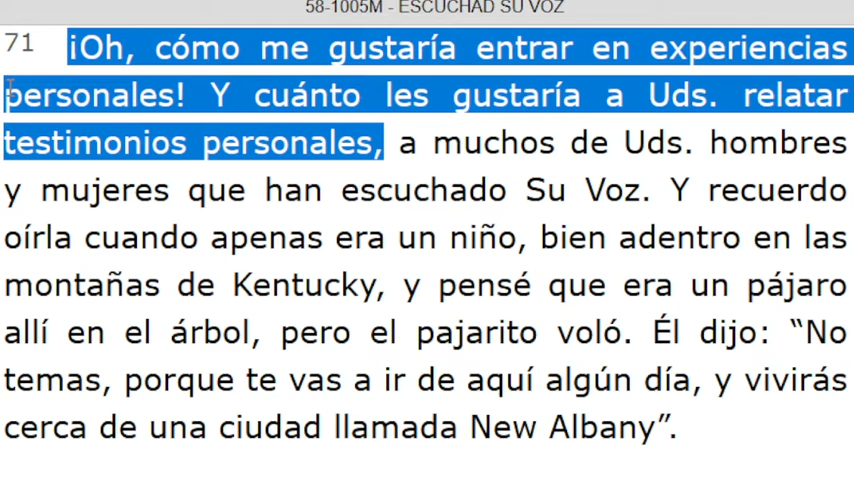 58-1005M - ESCUCHAD SU VOZ
71 ¡Oh, cómo me gustaría entrar en experiencias
personales! Y cuánto les gustaría a Uds. relatar
testimonios personales, a muchos de Uds. hombres
y mujeres que han escuchado Su Voz. Y recuerdo
oírla cuando apenas era un niño, bien adentro en las
montañas de Kentucky, y pensé que era un pájaro
allí en el árbol, pero el pajarito voló. Él dijo: “No
temas, porque te vas a ir de aquí algún día, y vivirás
cerca de una ciudad llamada New Albany”.